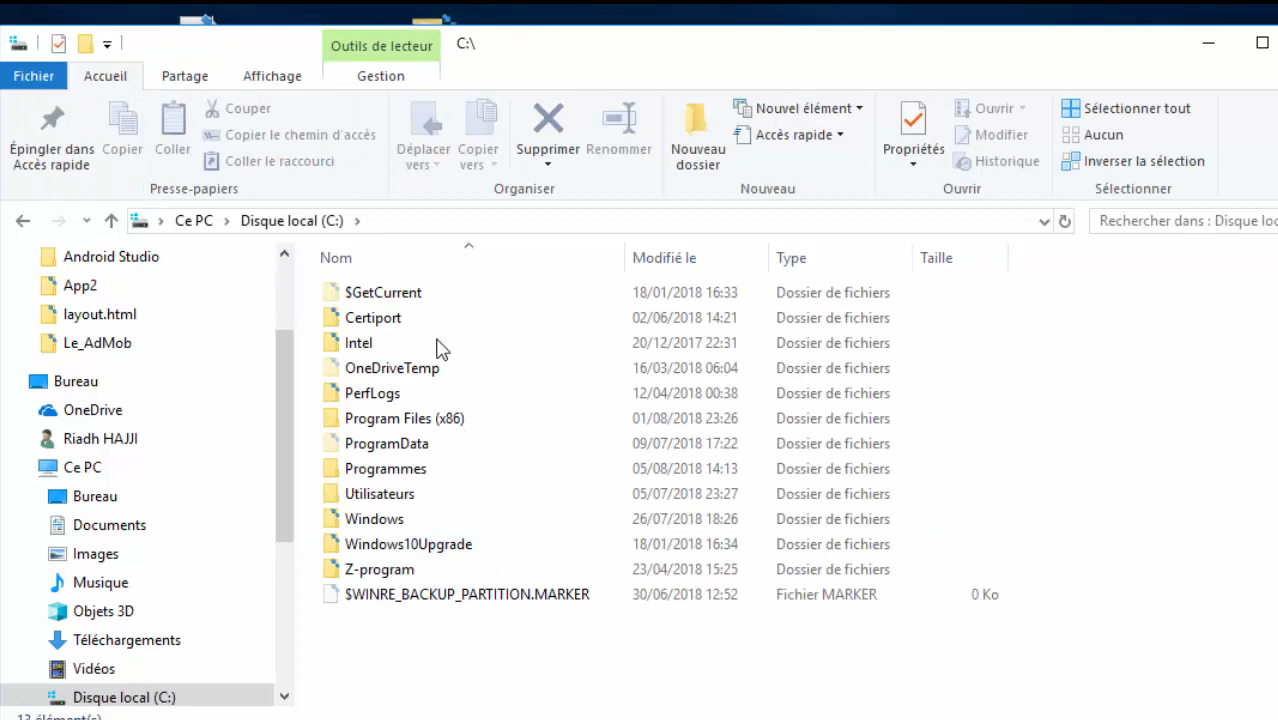 C:\
Outils de lecteur
Fichier Accueil Partage Affichage Gestion
Épingler dans
Accès rapide
Copier
Coller
Couper
Copier le chemin d'accès
Coller le raccourci
Presse-papiers
Déplacer
vers
Copier
vers
Supprimer
Renommer
Organiser
Nouveau
dossier
Nouvel élément
Accès rapide
Nouveau
Propriétés
Ouvrir
Modifier
Historique
Ouvrir
Sélectionner tout
Aucun
Inverser la sélection
Sélectionner
Ce PC > Disque local (C:) >
Rechercher dans : Disque loc
Android Studio
App2
layout.html
Le_AdMob
Bureau
OneDrive
Riadh HAJJI
Ce PC
Bureau
Documents
Images
Musique
Objets 3D
Téléchargements
Vidéos
Disque local (C:)
Nom Modifié le Type Taille
$GetCurrent 18/01/2018 16:33 Dossier de fichiers
Certiport 02/06/2018 14:21 Dossier de fichiers
Intel 20/12/2017 22:31 Dossier de fichiers
OneDriveTemp 16/03/2018 06:04 Dossier de fichiers
PerfLogs 12/04/2018 00:38 Dossier de fichiers
Program Files (x86) 01/08/2018 23:26 Dossier de fichiers
ProgramData 09/07/2018 17:22 Dossier de fichiers
Programmes 05/08/2018 14:13 Dossier de fichiers
Utilisateurs 05/07/2018 23:27 Dossier de fichiers
Windows 26/07/2018 18:26 Dossier de fichiers
Windows10Upgrade 18/01/2018 16:34 Dossier de fichiers
Z-program 23/04/2018 15:25 Dossier de fichiers
$WINRE_BACKUP_PARTITION.MARKER 30/06/2018 12:52 Fichier MARKER 0 Ko
13 élément(s)